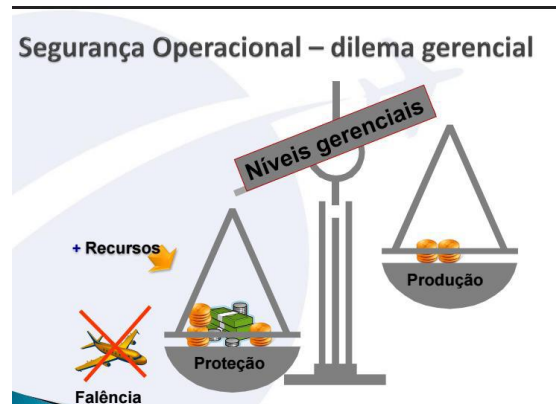 Segurança Operacional – dilema gerencial
Níveis gerenciais
+ Recursos
Produção
Proteção
Falência